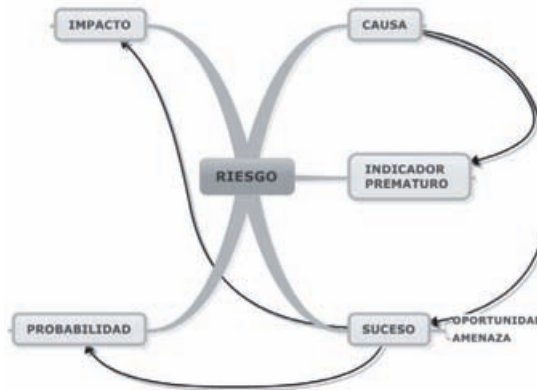 IMPACTO
CAUSA
RIESGO
INDICADOR
PREMATURO
PROBABILIDAD
SUCESO
OPORTUNIDAD
AMENAZA